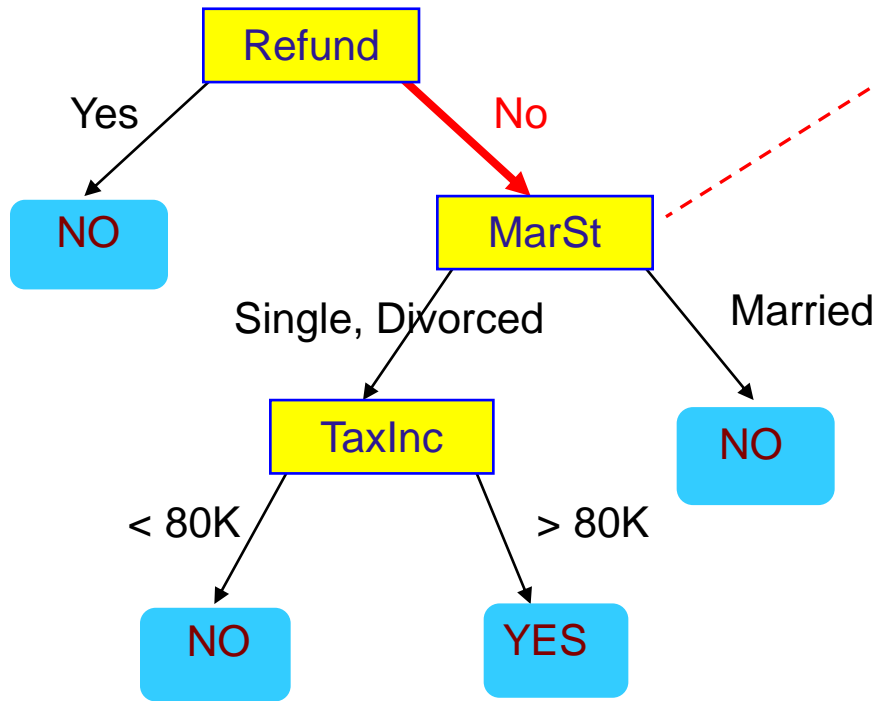 Refund
Yes
No
NO
MarSt
Single, Divorced
Married
TaxInc
NO
< 80K
> 80K
NO
YES